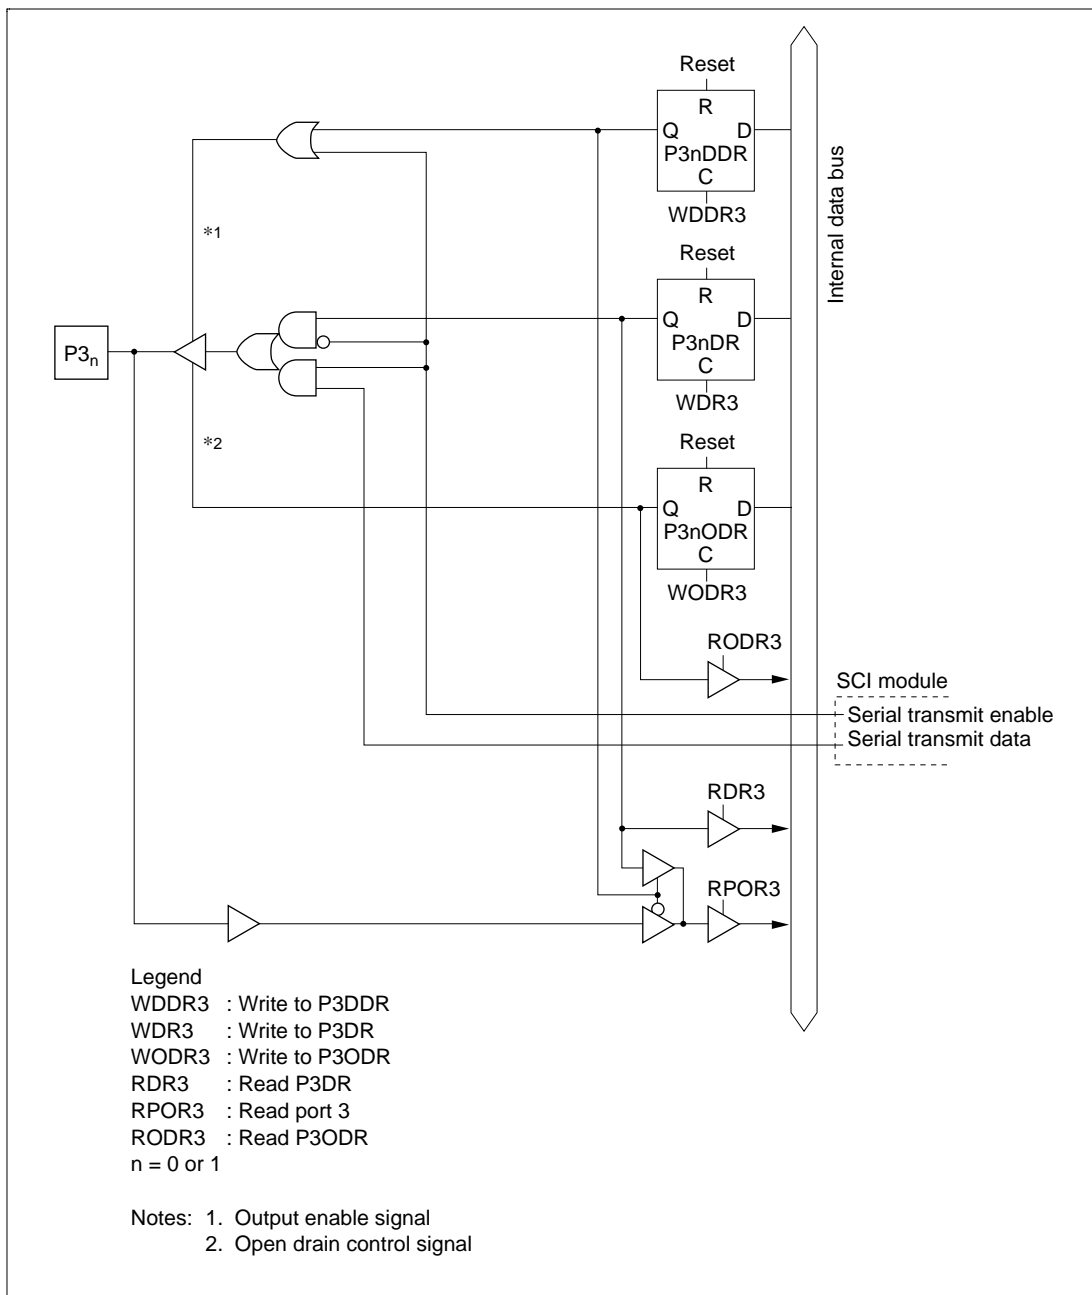 Reset
R
Q D
P3nDDR
C
WDDR3
Internal data bus
*1
Reset
R
Q D
P3nDR
C
WDR3
P3n
*2
Reset
R
Q D
P3nODR
C
WODR3
RODR3
SCI module
Serial transmit enable
Serial transmit data
RDR3
RPOR3
Legend
WDDR3 : Write to P3DDR
WDR3 : Write to P3DR
WODR3 : Write to P3ODR
RDR3 : Read P3DR
RPOR3 : Read port 3
RODR3 : Read P3ODR
n = 0 or 1
Notes: 1. Output enable signal
2. Open drain control signal